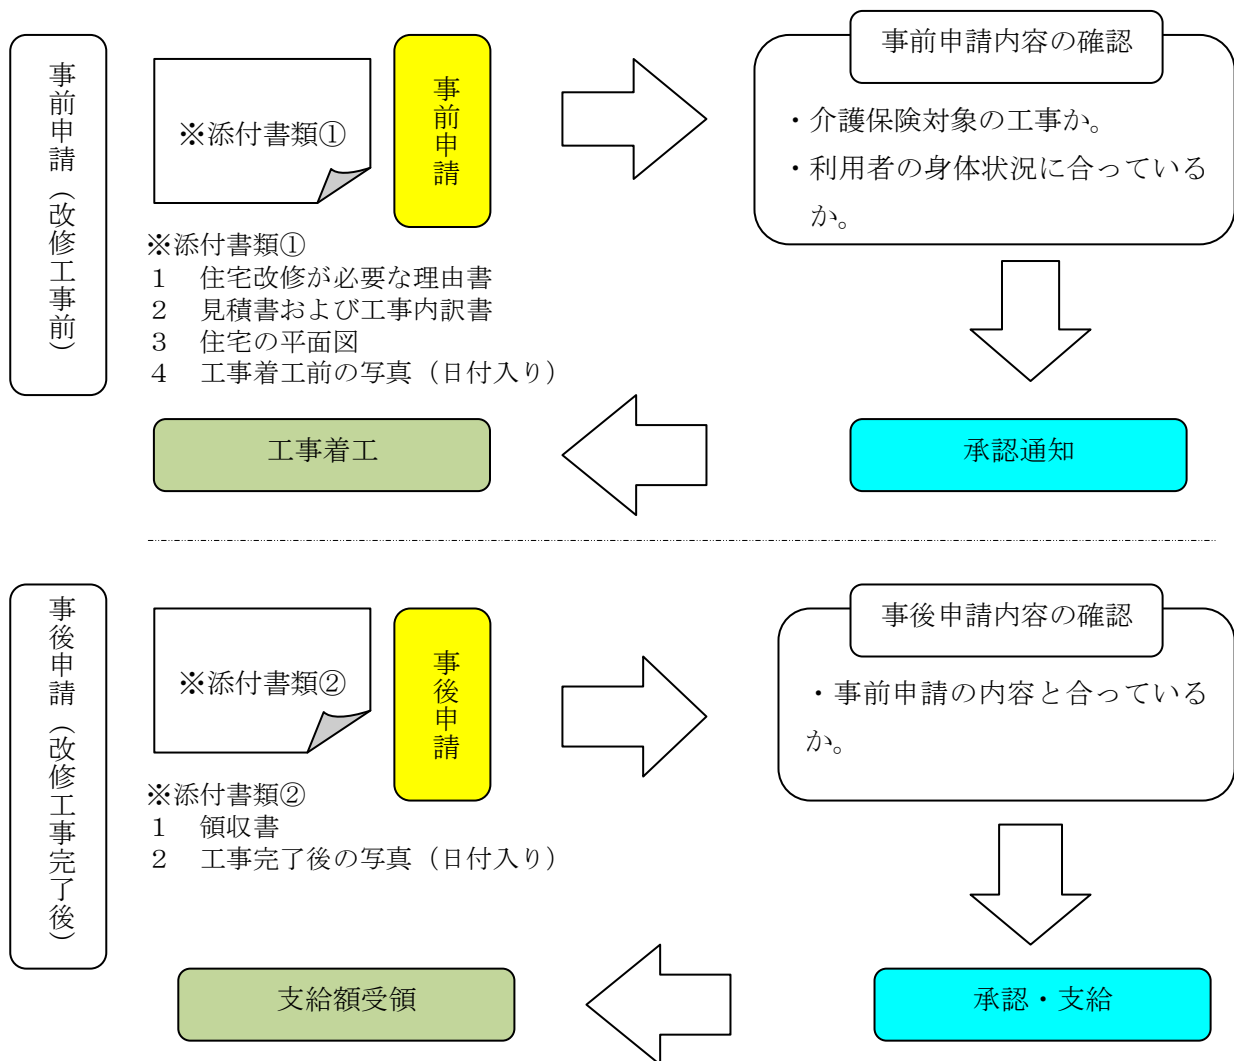 事前申請（改修工事前）
※添付書類①
事前申請
事前申請内容の確認
・介護保険対象の工事か。
・利用者の身体状況に合っている
か。
※添付書類①
１　住宅改修が必要な理由書
２　見積書および工事内訳書
３　住宅の平面図
４　工事着工前の写真（日付入り）
工事着工
承認通知
事後申請（改修工事完了後）
※添付書類②
事後申請
事後申請内容の確認
・事前申請の内容と合っている
か。
※添付書類②
１　領収書
２　工事完了後の写真（日付入り）
支給額受領
承認・支給